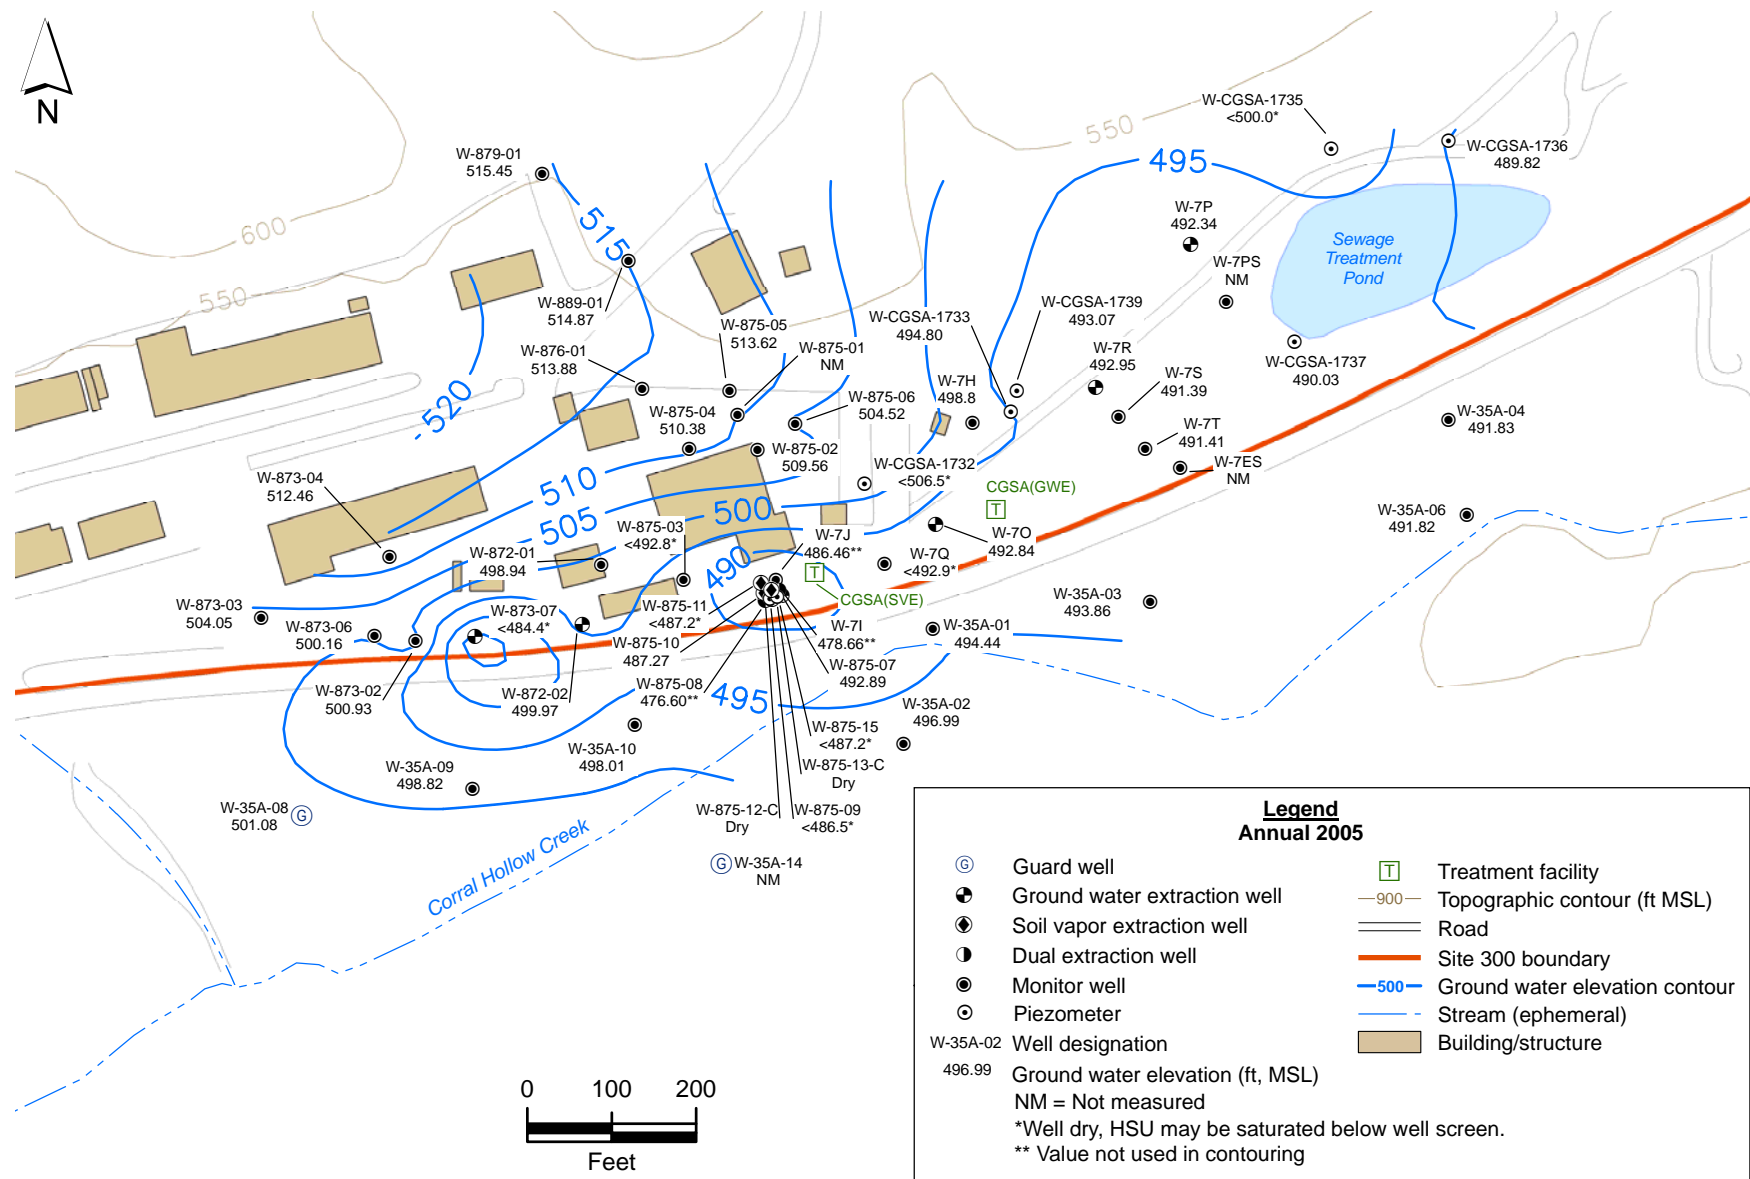 N
W-CGSA-1735
<500.0*
550
W-CGSA-1736
489.82
W-879-01
515.45
495
W-7P
492.34
515
600
Sewage
Treatment
Pond
W-7PS
NM
550
W-889-01
514.87
W-CGSA-1739
493.07
W-CGSA-1733
494.80
W-875-05
513.62
W-875-01
NM
W-876-01
513.88
W-7R
492.95
W-CGSA-1737
490.03
W-7S
491.39
W-7H
498.8
520
W-875-04
510.38
W-875-06
504.52
W-35A-04
491.83
W-7T
491.41
W-875-02
509.56
W-CGSA-1732
<506.5*
W-7ES
NM
W-873-04
512.46
510
CGSA(GWE)
T
505
500
W-35A-06
491.82
W-875-03
<492.8*
W-7J
486.46**
W-7O
492.84
W-872-01
498.94
490
W-7Q
<492.9*
T
CGSA(SVE)
W-35A-03
493.86
W-873-03
504.05
W-873-07
<484.4*
W-875-11
<487.2*
W-873-06
500.16
W-7I
478.66**
W-35A-01
494.44
W-875-10
487.27
W-875-07
492.89
W-873-02
500.93
W-872-02
499.97
W-875-08
476.60**
495
W-35A-02
496.99
W-875-15
<487.2*
W-35A-10
498.01
W-35A-09
498.82
W-875-13-C
Dry
W-35A-08
501.08
G
W-875-12-C
Dry
W-875-09
<486.5*
Corral Hollow Creek
G
W-35A-14
NM
Legend
Annual 2005
G Guard well
Ground water extraction well
Soil vapor extraction well
Dual extraction well
Monitor well
Piezometer
W-35A-02 Well designation
496.99 Ground water elevation (ft, MSL)
NM = Not measured
*Well dry, HSU may be saturated below well screen.
** Value not used in contouring
T Treatment facility
900 Topographic contour (ft MSL)
Road
Site 300 boundary
500 Ground water elevation contour
Stream (ephemeral)
Building/structure
0 100 200
Feet